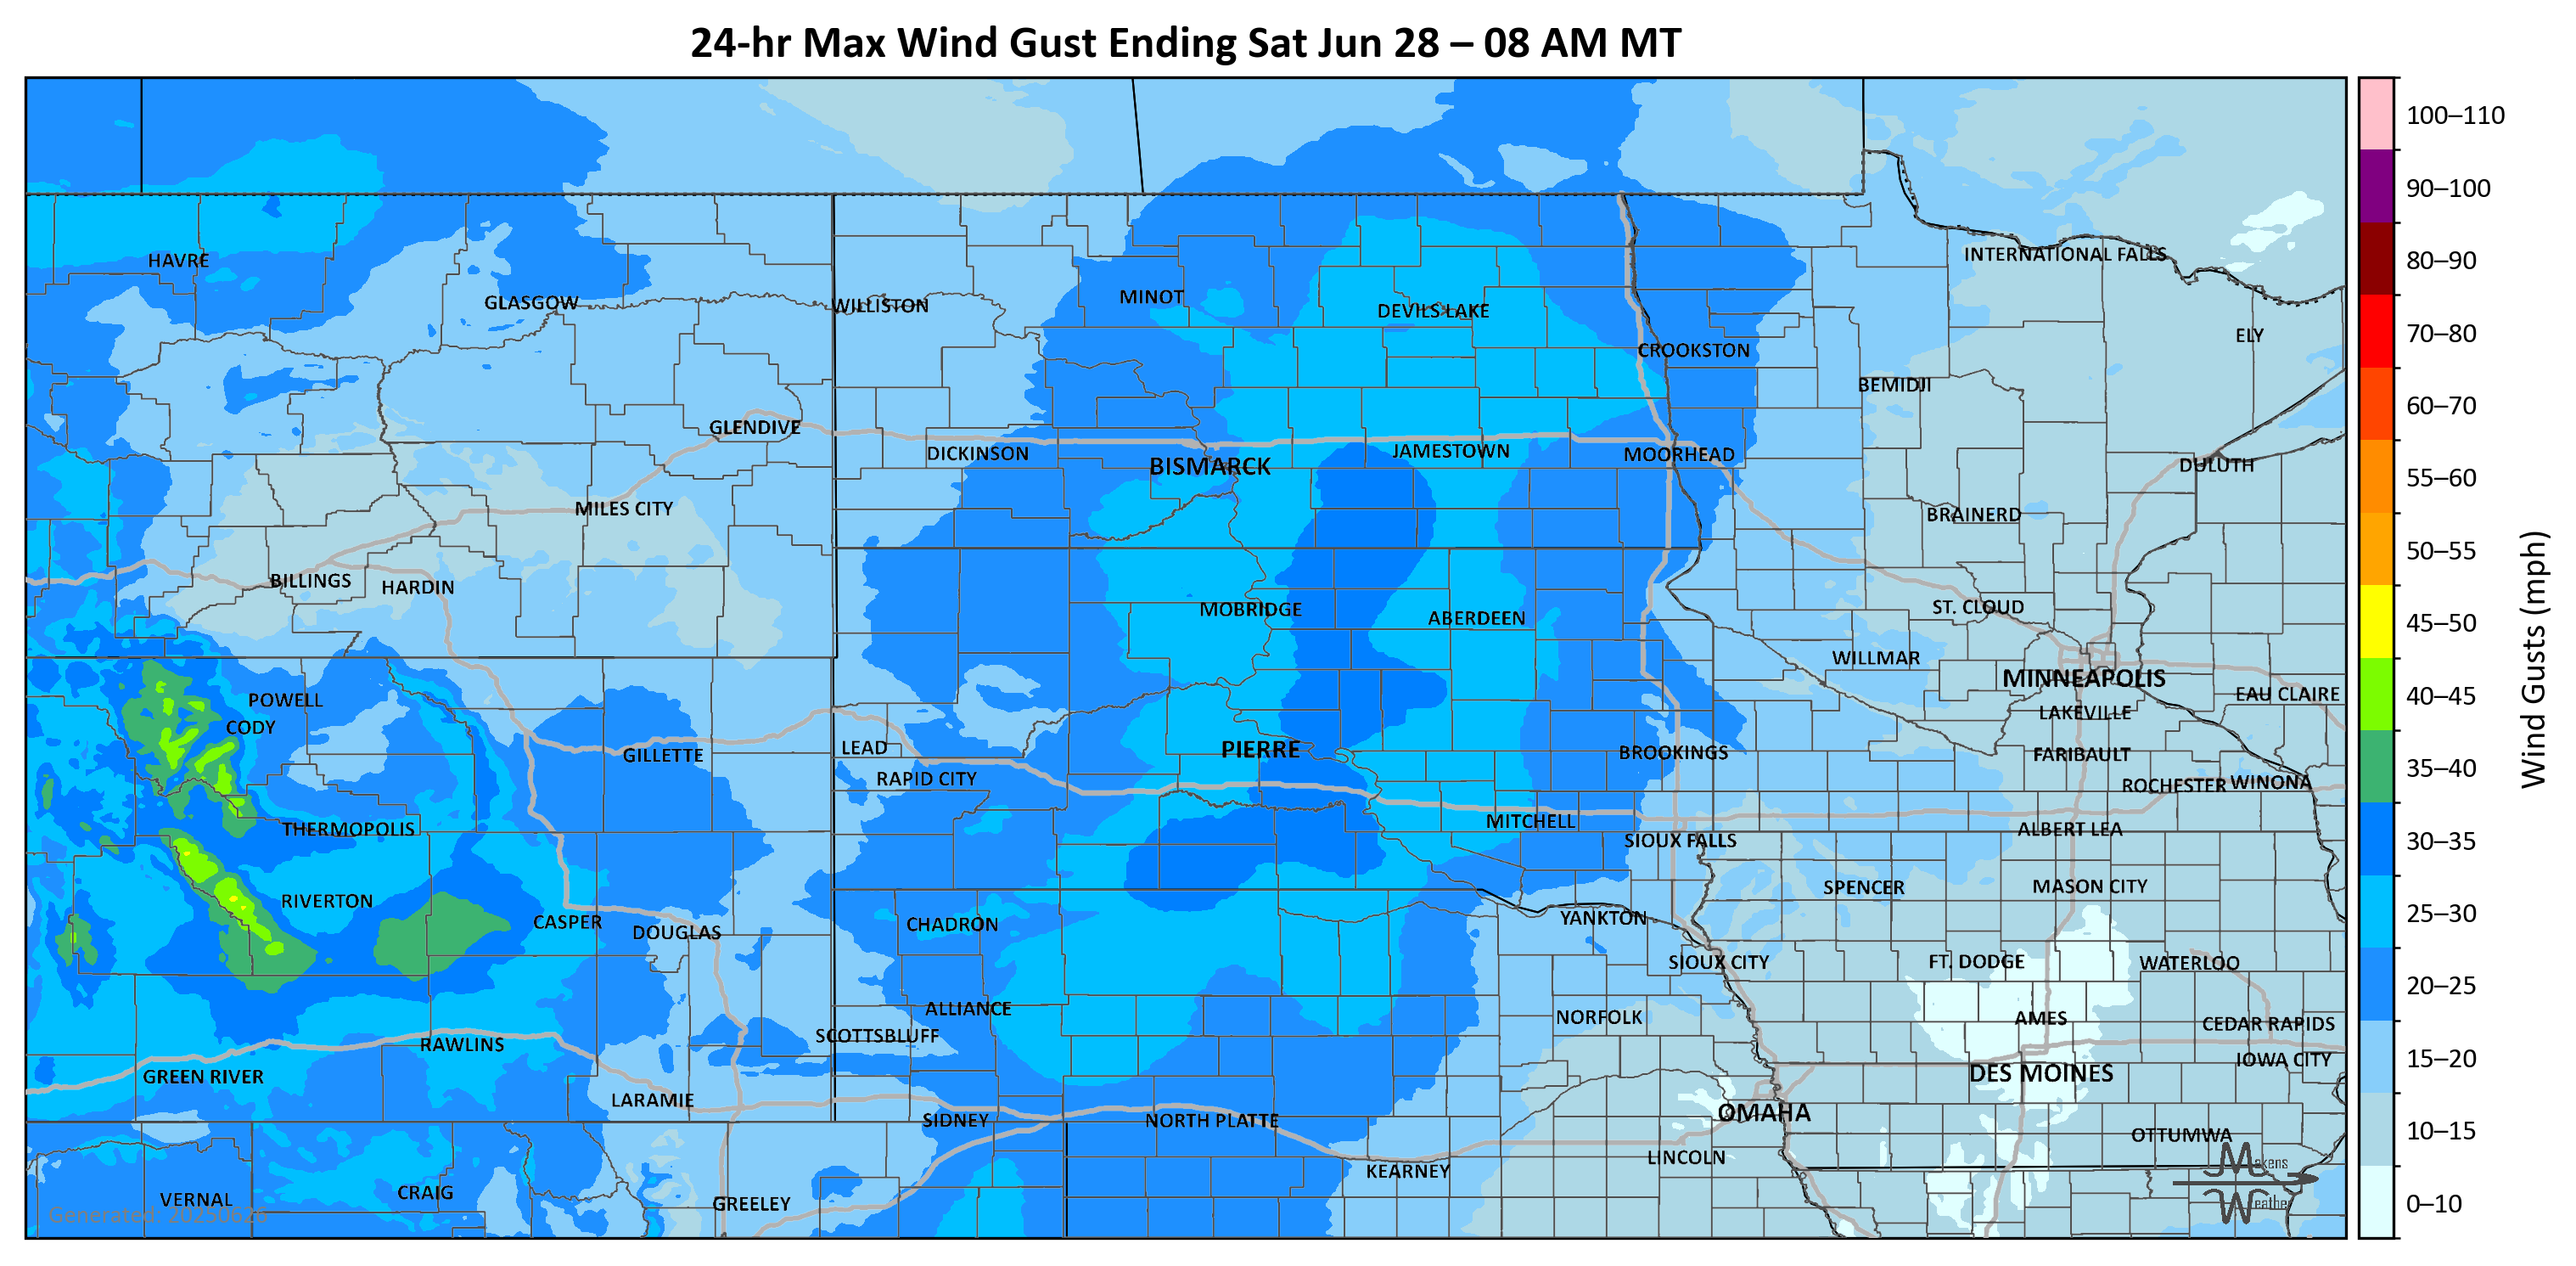 24-hr Max Wind Gust Ending Sat Jun 28 – 08 AM MT
100–110
90–100
80–90
70–80
60–70
55–60
50–55
45–50
40–45
35–40
30–35
25–30
20–25
15–20
10–15
0–10
Wind Gusts (mph)
HAVRE
GLASGOW
WILLISTON
MINOT
DEVILS LAKE
CROOKSTON
INTERNATIONAL FALLS
ELY
BEMIDJI
GLENDIVE
DICKINSON
BISMARCK
JAMESTOWN
MOORHEAD
DULUTH
MILES CITY
BRAINERD
BILLINGS
HARDIN
MOBRIDGE
ABERDEEN
ST. CLOUD
WILLMAR
MINNEAPOLIS
EAU CLAIRE
LAKEVILLE
POWELL
CODY
GILLETTE
LEAD
RAPID CITY
PIERRE
BROOKINGS
FARIBAULT
ROCHESTER
WINONA
THERMOPOLIS
MITCHELL
SIOUX FALLS
ALBERT LEA
RIVERTON
CASPER
DOUGLAS
CHADRON
YANKTON
SPENCER
MASON CITY
SIOUX CITY
FT. DODGE
WATERLOO
ALLIANCE
SCOTTSBLUFF
NORFOLK
AMES
CEDAR RAPIDS
RAWLINS
IOWA CITY
GREEN RIVER
DES MOINES
LARAMIE
SIDNEY
NORTH PLATTE
OMAHA
OTTUMWA
KEARNEY
LINCOLN
VERNAL
CRAIG
GREELEY
Generated: 20250626
Makens
Weather